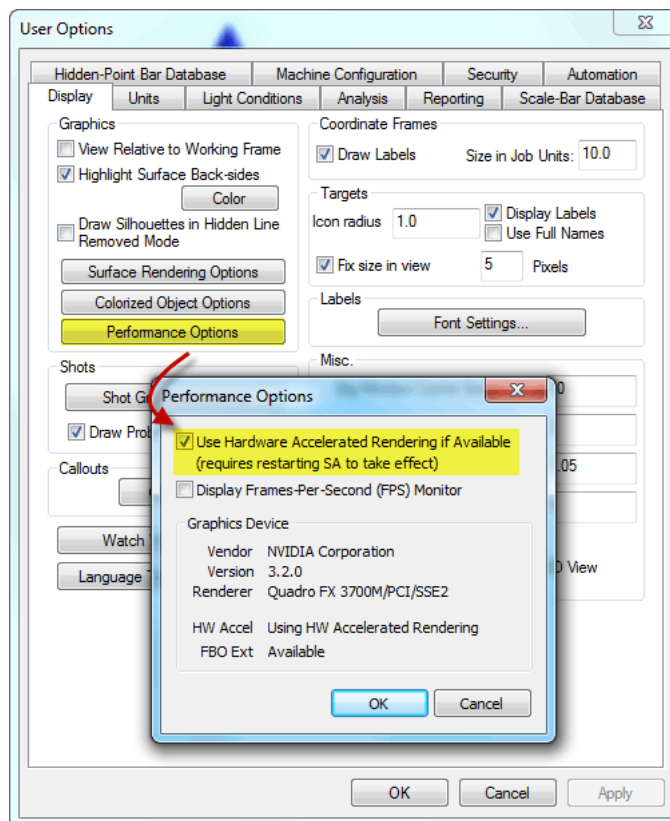 User Options
Hidden-Point Bar Database Machine Configuration Security Automation
Display Units Light Conditions Analysis Reporting Scale-Bar Database
Graphics
View Relative to Working Frame
Highlight Surface Back-sides
Color
Draw Silhouettes in Hidden Line
Removed Mode
Surface Rendering Options
Colorized Object Options
Performance Options
Coordinate Frames
Draw Labels Size in Job Units: 10.0
Targets
Icon radius 1.0 Display Labels
Use Full Names
Fix size in view 5 Pixels
Labels
Font Settings...
Shots
Shot G
Draw Prob
Callouts
Watch
Language
Misc.
0
.05
View
Performance Options
Use Hardware Accelerated Rendering if Available
(requires restarting SA to take effect)
Display Frames-Per-Second (FPS) Monitor
Graphics Device
Vendor NVIDIA Corporation
Version 3.2.0
Renderer Quadro FX 3700M/PCI/SSE2
HW Accel Using HW Accelerated Rendering
FBO Ext Available
OK Cancel
OK Cancel Apply